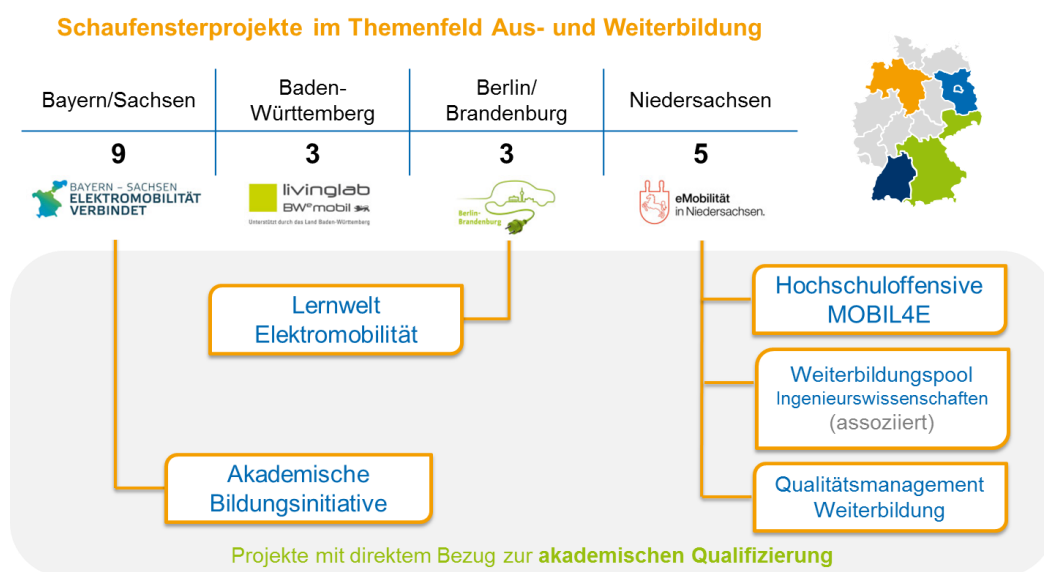 Schaufensterprojekte im Themenfeld Aus- und Weiterbildung
Bayern/Sachsen
Baden-
Württemberg
Berlin/
Brandenburg
Niedersachsen
9
3
3
5
BAYERN – SACHSEN
ELEKTROMOBILITÄT
VERBINDET
livinglab
BWemobil
Unterstützt durch das Land Baden-Württemberg
Berlin-
Brandenburg
eMobilität
in Niedersachsen.
Lernwelt
Elektromobilität
Hochschuloffensive
MOBIL4E
Weiterbildungspool
Ingenieurswissenschaften
(assoziiert)
Akademische
Bildungsinitiative
Qualitätsmanagement
Weiterbildung
Projekte mit direktem Bezug zur akademischen Qualifizierung